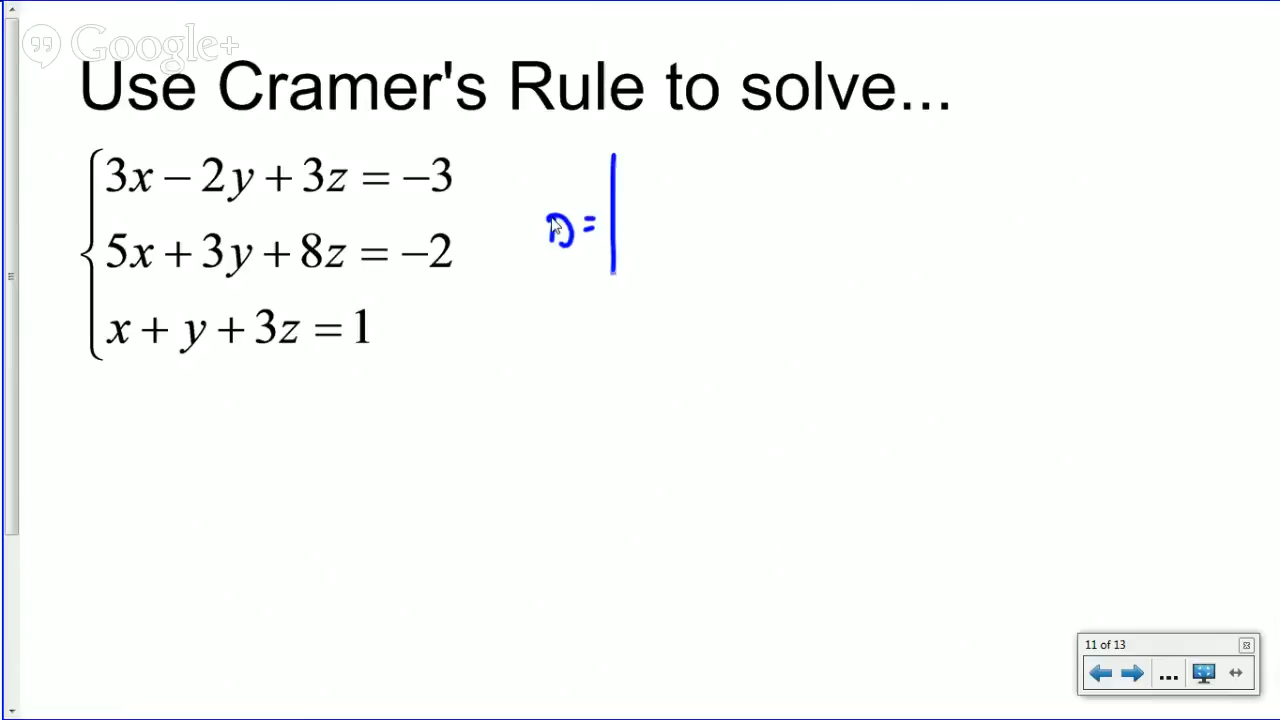 Google+
Use Cramer's Rule to solve...
3x − 2y + 3z = −3
5x + 3y + 8z = −2
x + y + 3z = 1
D = |
11 of 13
...